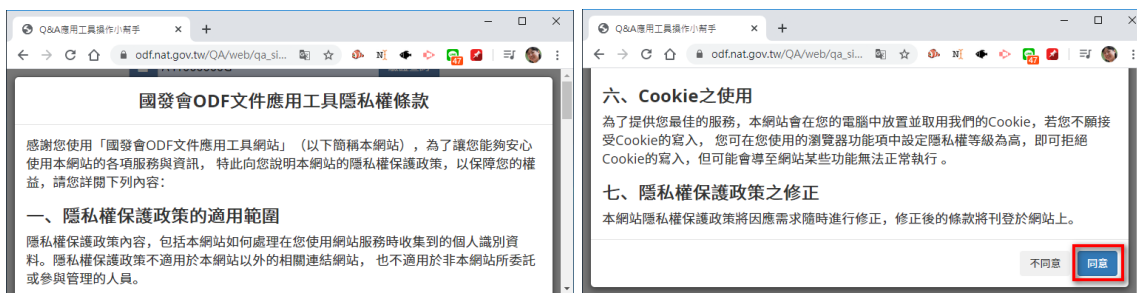 Q&A應用工具操作小幫手
odf.nat.gov.tw/QA/web/qa_si...
47
國發會ODF文件應用工具隱私權條款
感謝您使用「國發會ODF文件應用工具網站」（以下簡稱本網站），為了讓您能夠安心
使用本網站的各項服務與資訊， 特此向您說明本網站的隱私權保護政策，以保障您的權
益，請您詳閱下列內容：
一、隱私權保護政策的適用範圍
隱私權保護政策內容，包括本網站如何處理在您使用網站服務時收集到的個人識別資
料。隱私權保護政策不適用於本網站以外的相關連結網站， 也不適用於非本網站所委託
或參與管理的人員。
Q&A應用工具操作小幫手
odf.nat.gov.tw/QA/web/qa_si...
47
六、Cookie之使用
為了提供您最佳的服務，本網站會在您的電腦中放置並取用我們的Cookie，若您不願接
受Cookie的寫入， 您可在您使用的瀏覽器功能項中設定隱私權等級為高，即可拒絕
Cookie的寫入，但可能會導至網站某些功能無法正常執行 。
七、隱私權保護政策之修正
本網站隱私權保護政策將因應需求隨時進行修正，修正後的條款將刊登於網站上。
不同意 同意